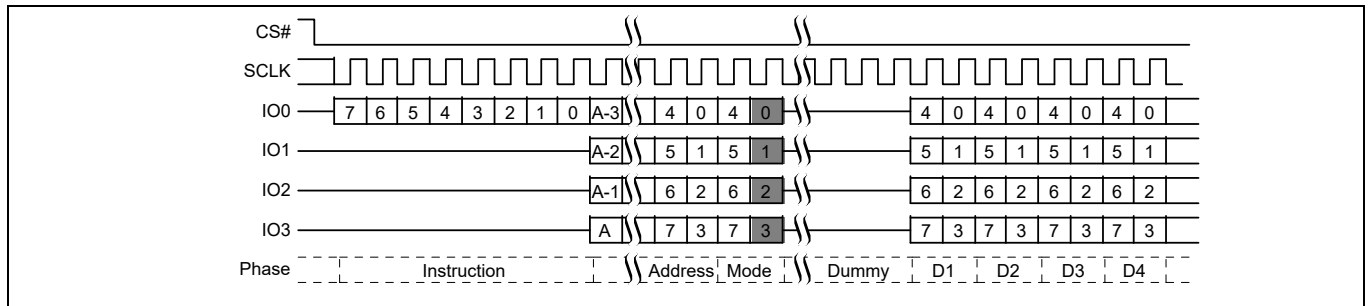 CS#
SCLK
IO0 7 6 5 4 3 2 1 0 A-3 4 0 4 0 4 0 4 0 4 0 4 0
IO1 A-2 5 1 5 1 5 1 5 1 5 1 5 1
IO2 A-1 6 2 6 2 6 2 6 2 6 2 6 2
IO3 A 7 3 7 3 7 3 7 3 7 3 7 3
Phase Instruction Address Mode Dummy D1 D2 D3 D4